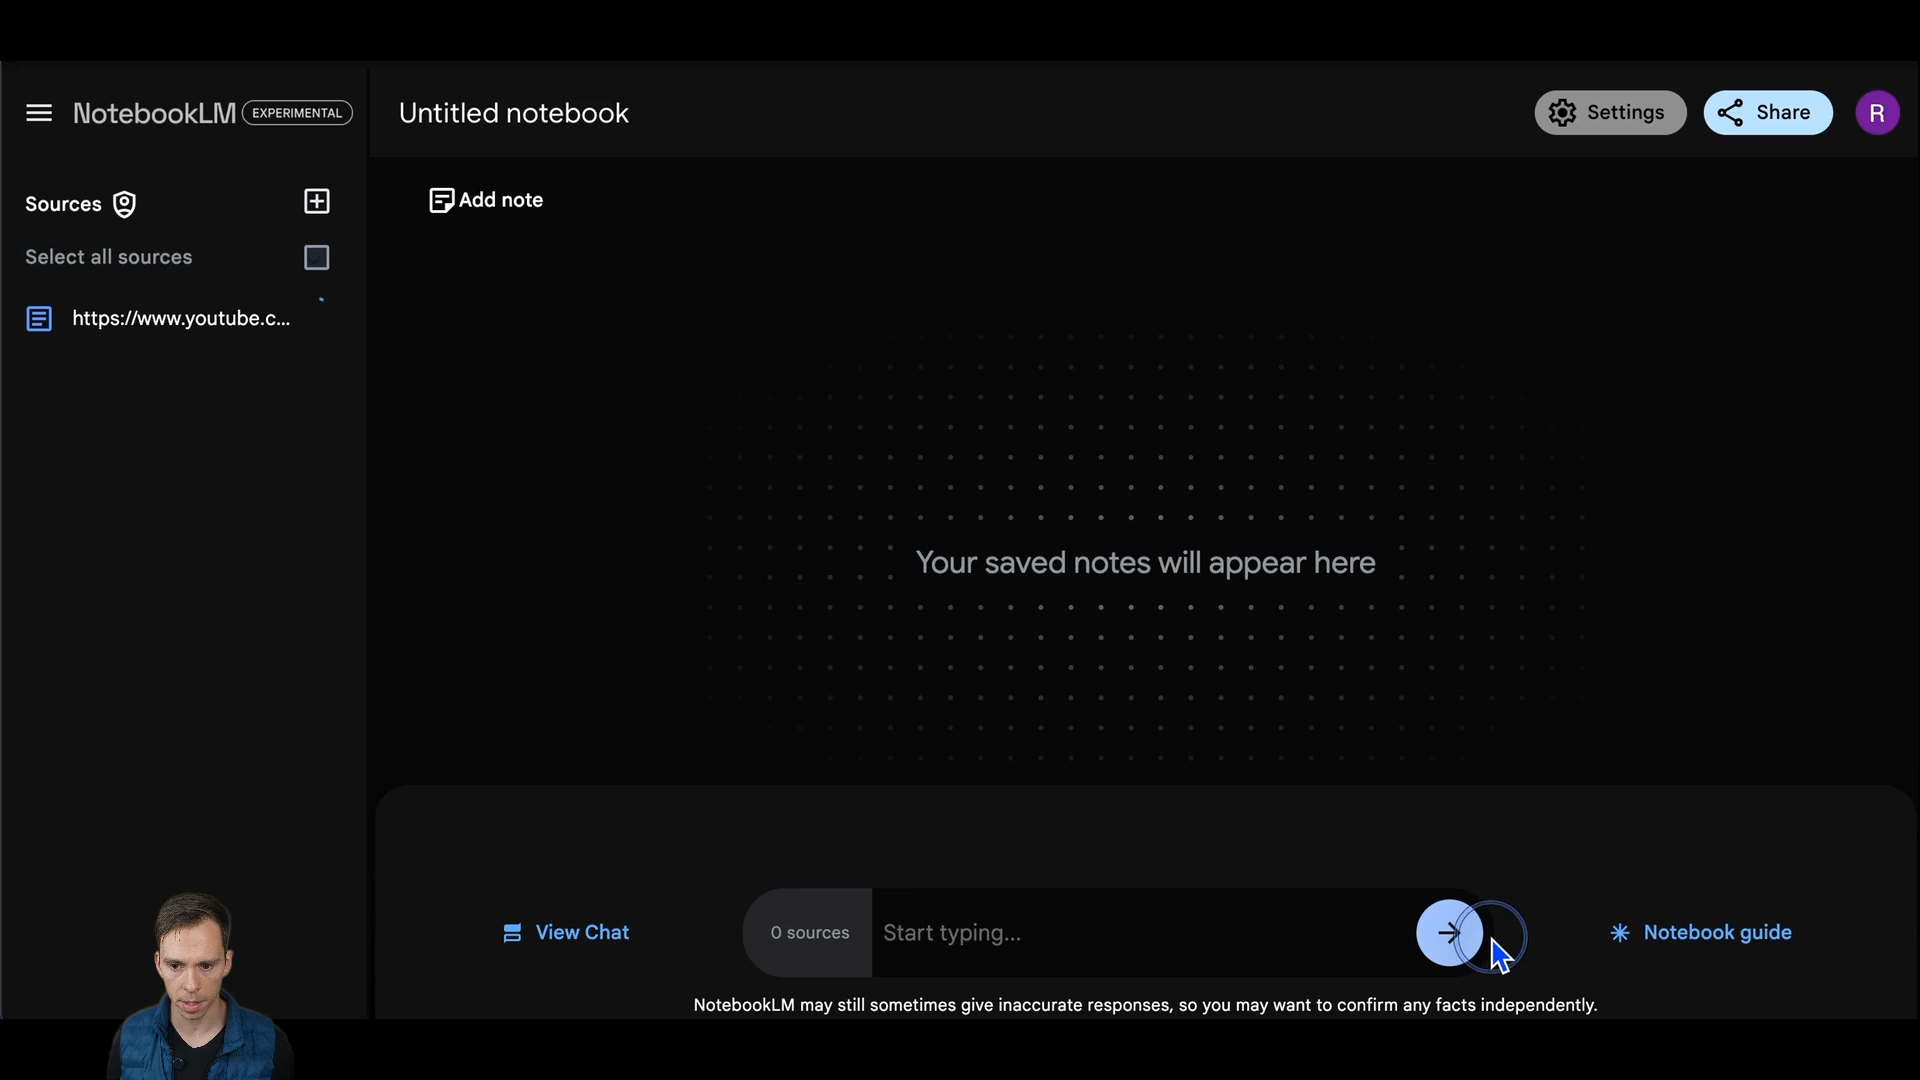 NotebookLM EXPERIMENTAL
Untitled notebook
Settings
Share
R
Sources
Add note
Select all sources
https://www.youtube.c...
Your saved notes will appear here
View Chat
0 sources
Start typing...
Notebook guide
NotebookLM may still sometimes give inaccurate responses, so you may want to confirm any facts independently.